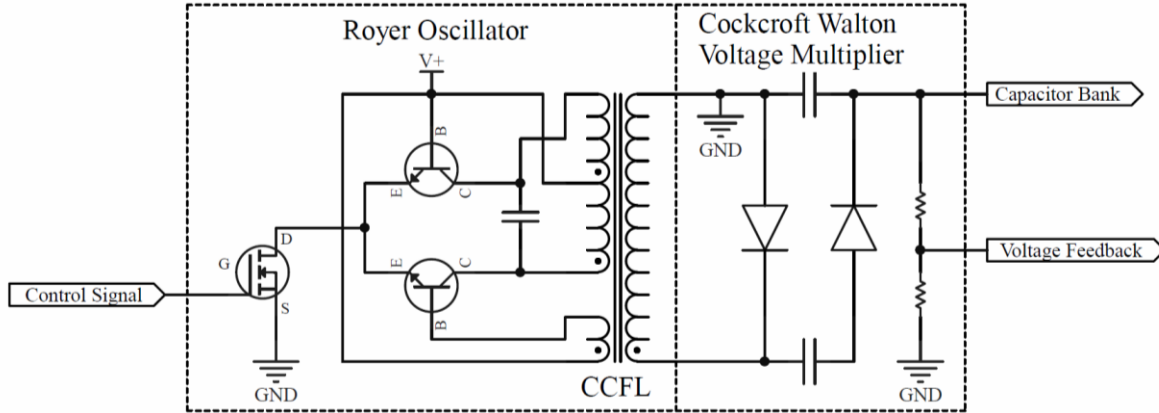 Royer Oscillator
Cockcroft Walton
Voltage Multiplier
V+
Capacitor Bank
B
GND
E
C
D
G
E
C
Voltage Feedback
Control Signal
S
B
GND
CCFL
GND